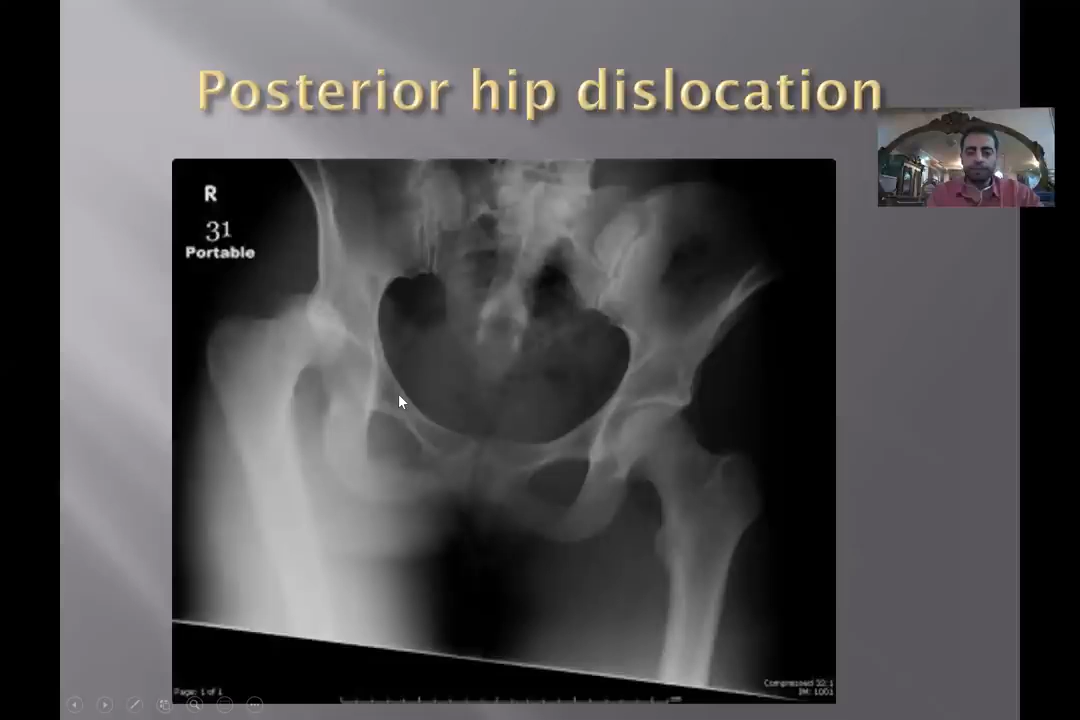 Posterior hip dislocation
R
31
Portable
Page: 1 of 1
Compressed 32:1
IM: 1001